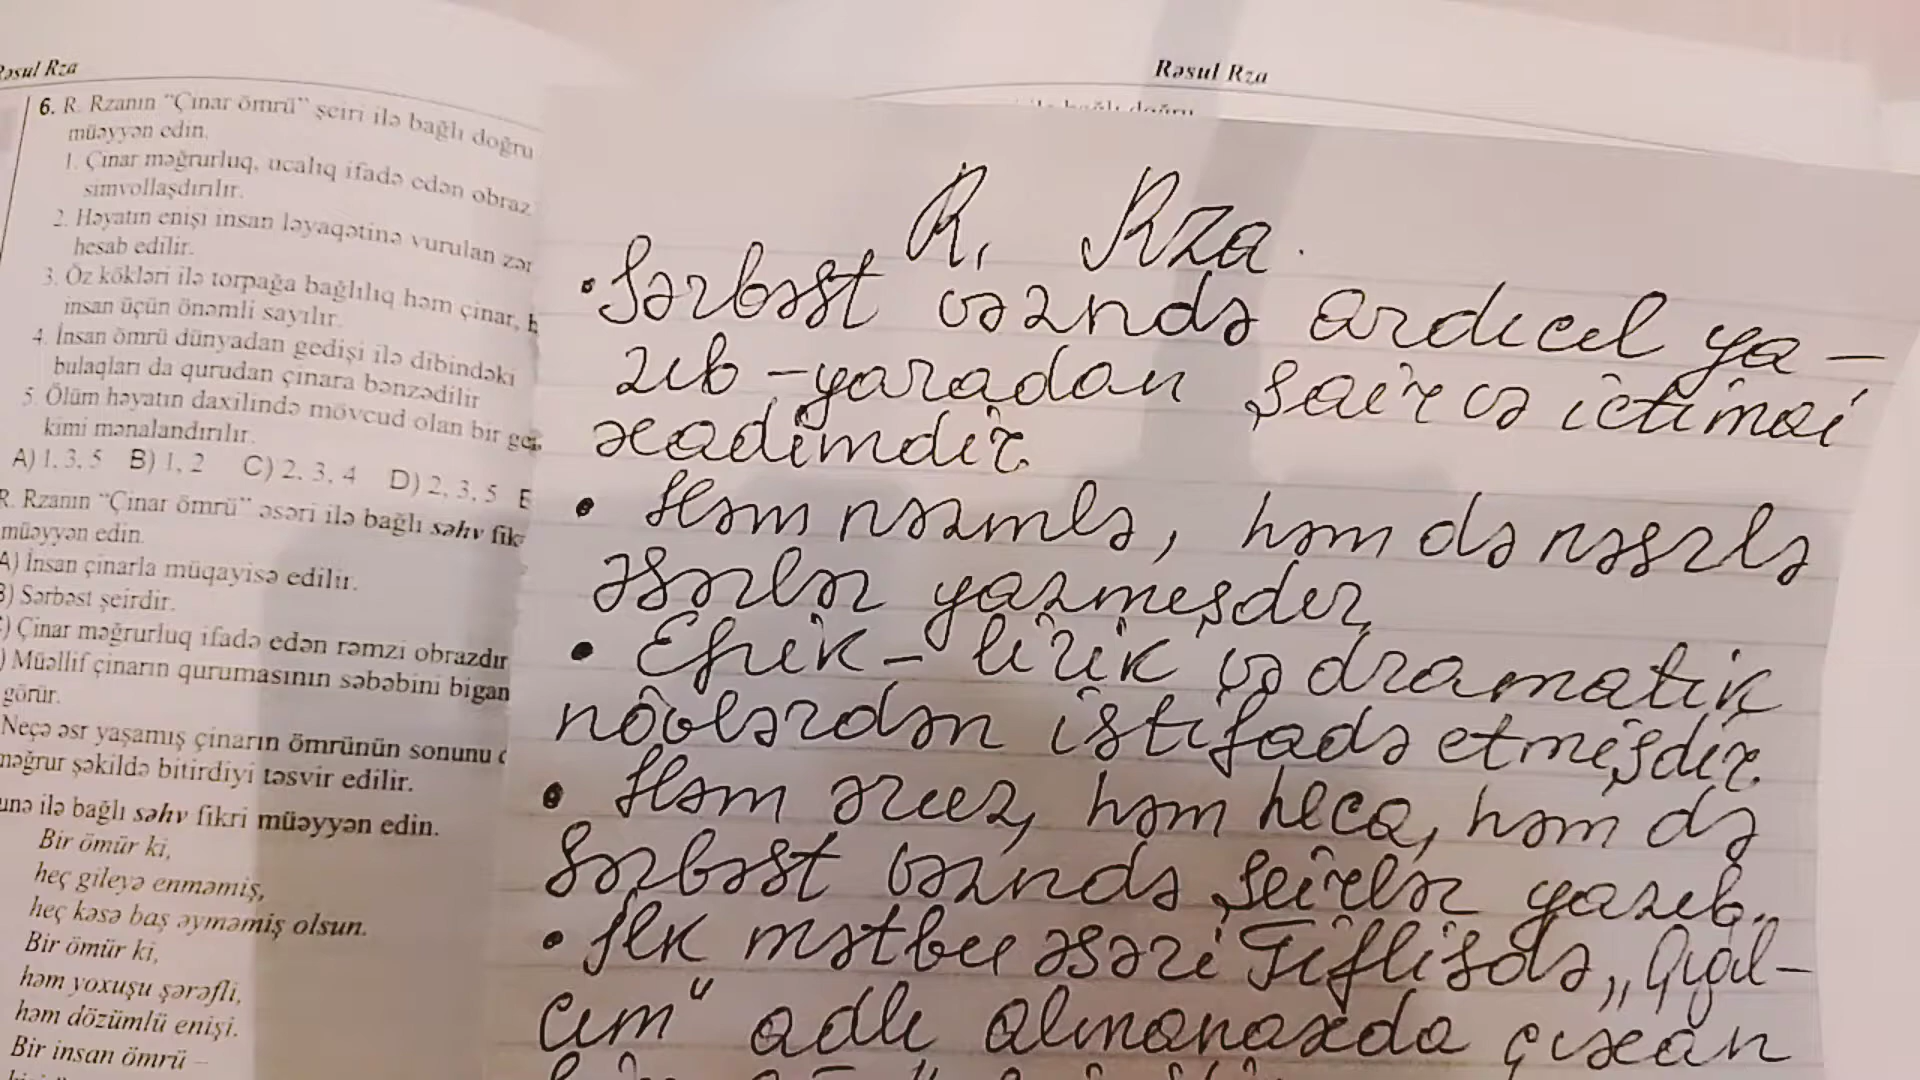 Rəsul Rza
6. R. Rzanın "Çinar ömrü" şeiri ilə bağlı doğru
müəyyən edin.
1. Çinar məğrurluq, ucalıq ifadə edən obraz
simvollaşdırılır.
2. Həyatın enişi insan ləyaqətinə vurulan zər
hesab edilir.
3. Öz kökləri ilə torpağa bağlılıq həm çinar, h
insan üçün önəmli sayılır.
4. İnsan ömrü dünyadan gedişi ilə dibindəki
bulaqları da qurudan çinara bənzədilir
5. Ölüm həyatın daxilində mövcud olan bir
kimi mənalandırılır.
A) 1, 3, 5 B) 1, 2 C) 2, 3, 4 D) 2, 3, 5 E
R. Rzanın "Çinar ömrü" əsəri ilə bağlı səhv fik
müəyyən edin.
A) İnsan çinarla müqayisə edilir.
B) Sərbəst şeirdir.
) Çinar məğrurluq ifadə edən rəmzi obrazdır
) Müəllif çinarın qurumasının səbəbini bigan
görür.
Neçə əsr yaşamış çinarın ömrünün sonunu
məğrur şəkildə bitirdiyi təsvir edilir.
unə ilə bağlı səhv fikri müəyyən edin.
Bir ömür ki,
heç gileyə enməmiş,
heç kəsə baş əyməmiş olsun.
Bir ömür ki,
həm yoxuşu şərəfli,
həm dözümlü enişi.
Bir insan ömrü –
Rəsul Rza
ilə bağlı doğru
R. Rza.
• Sərbəst vəzndə ardıcıl ya –
zıb – yaradan şair və ictimai
xadimdir.
• Həm nəzmlə, həm də nəsrlə
əsərlər yazmışdır,
• Epik – lirik və dramatik
növlərdən istifadə etmişdir.
• Həm əruz, həm heca, həm də
sərbəst vəzndə şeirlər yazıb.
• İlk mətbu əsəri Tiflisdə „Qığıl–
cım" adlı almanaxda çıxan